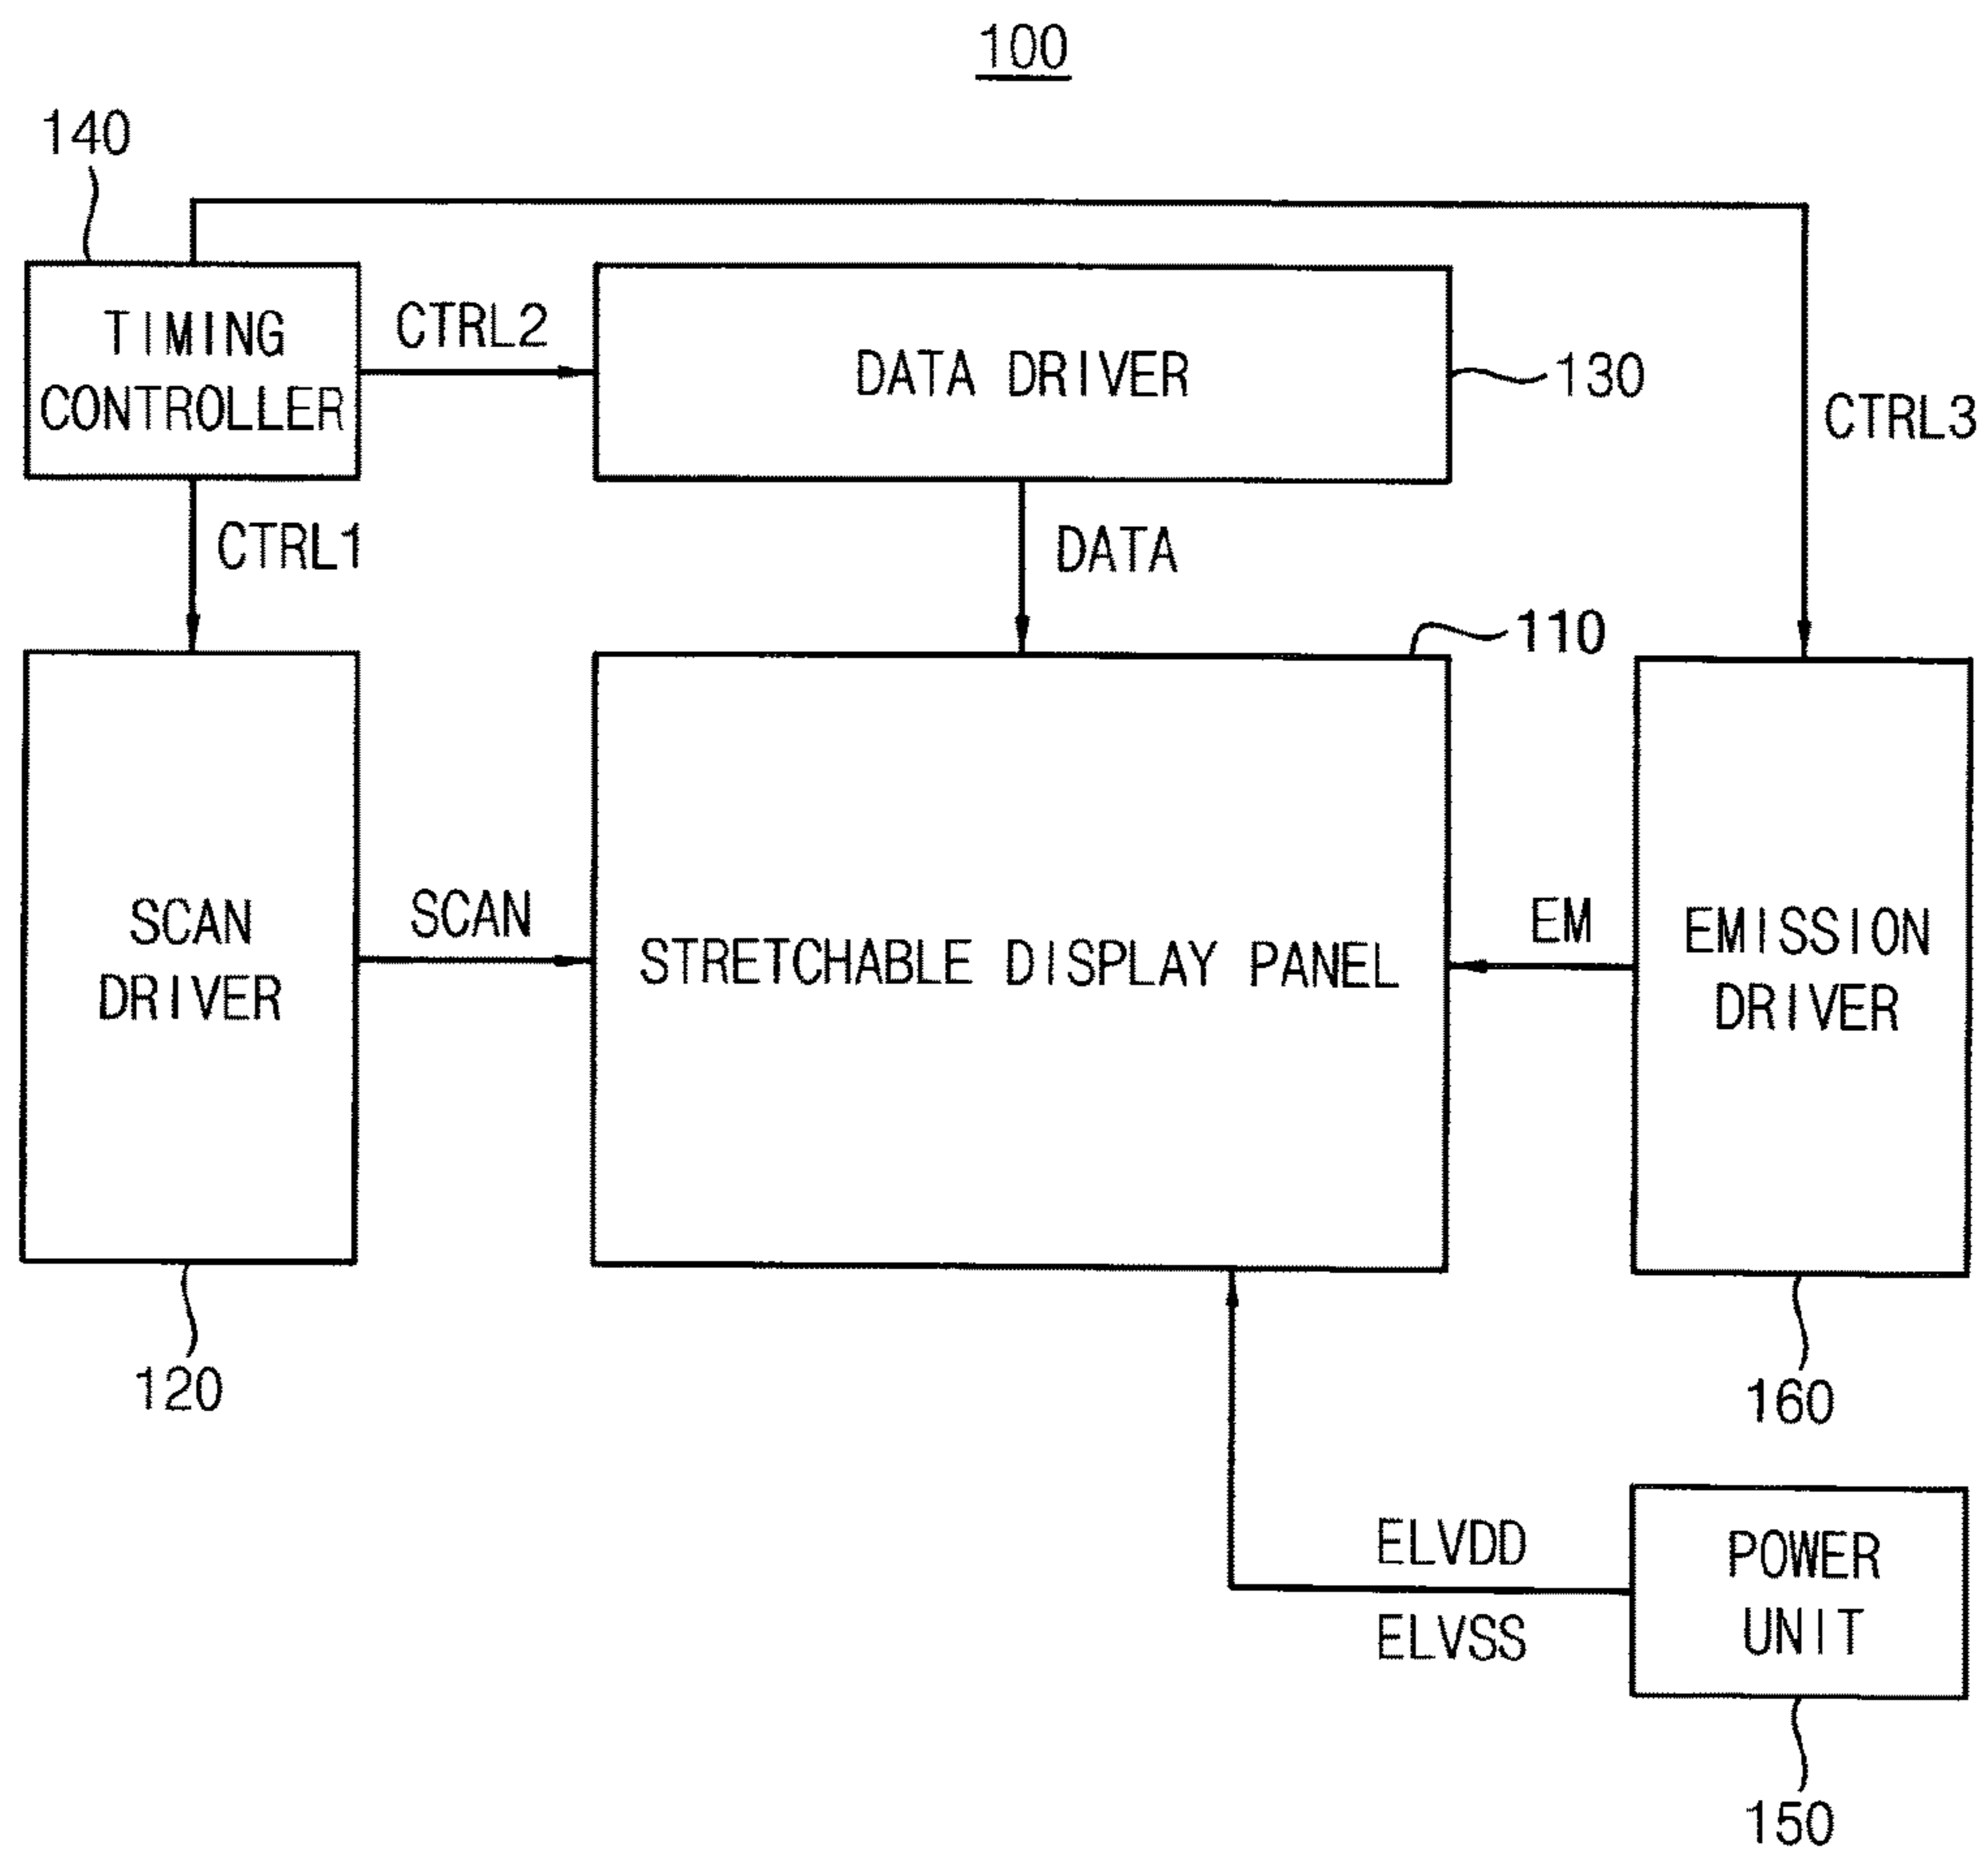 100
140
TIMING
CONTROLLER
CTRL2
DATA DRIVER
130
CTRL3
CTRL1
DATA
110
SCAN
DRIVER
SCAN
STRETCHABLE DISPLAY PANEL
EM
EMISSION
DRIVER
120
160
ELVDD
ELVSS
POWER
UNIT
150